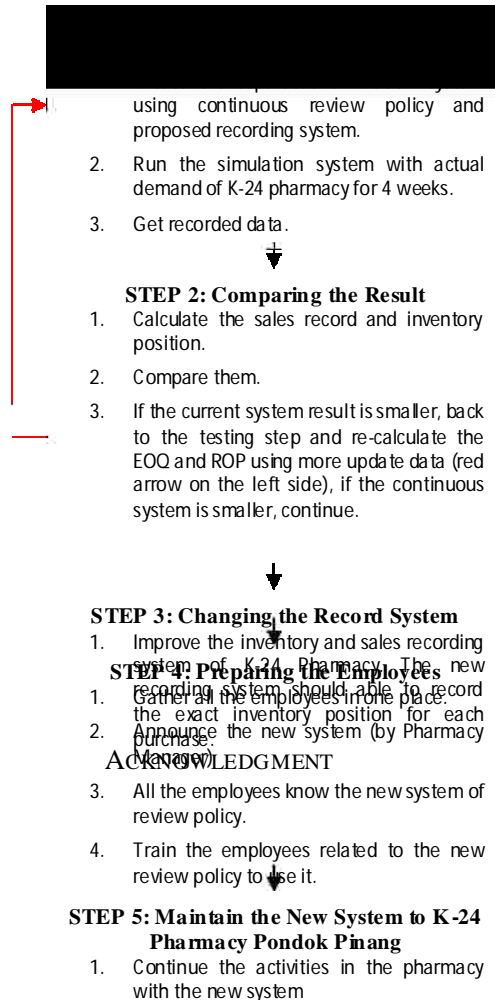 using continuous review policy and
proposed recording system.
2. Run the simulation system with actual
demand of K-24 pharmacy for 4 weeks.
3. Get recorded data.
STEP 2: Comparing the Result
1. Calculate the sales record and inventory
position.
2. Compare them.
3. If the current system result is smaller, back
to the testing step and re-calculate the
EOQ and ROP using more update data (red
arrow on the left side), if the continuous
system is smaller, continue.
STEP 3: Changing the Record System
1. Improve the inventory and sales recording
system of K-24 Pharmacy. The new
recording system should able to record
the exact inventory position for each
purchase.
STEP 4: Preparing the Employees
1. Gather all the employees in one place.
2. Announce the new system (by Pharmacy
Manager)
ACKNOWLEDGMENT
3. All the employees know the new system of
review policy.
4. Train the employees related to the new
review policy to use it.
STEP 5: Maintain the New System to K-24
Pharmacy Pondok Pinang
1. Continue the activities in the pharmacy
with the new system